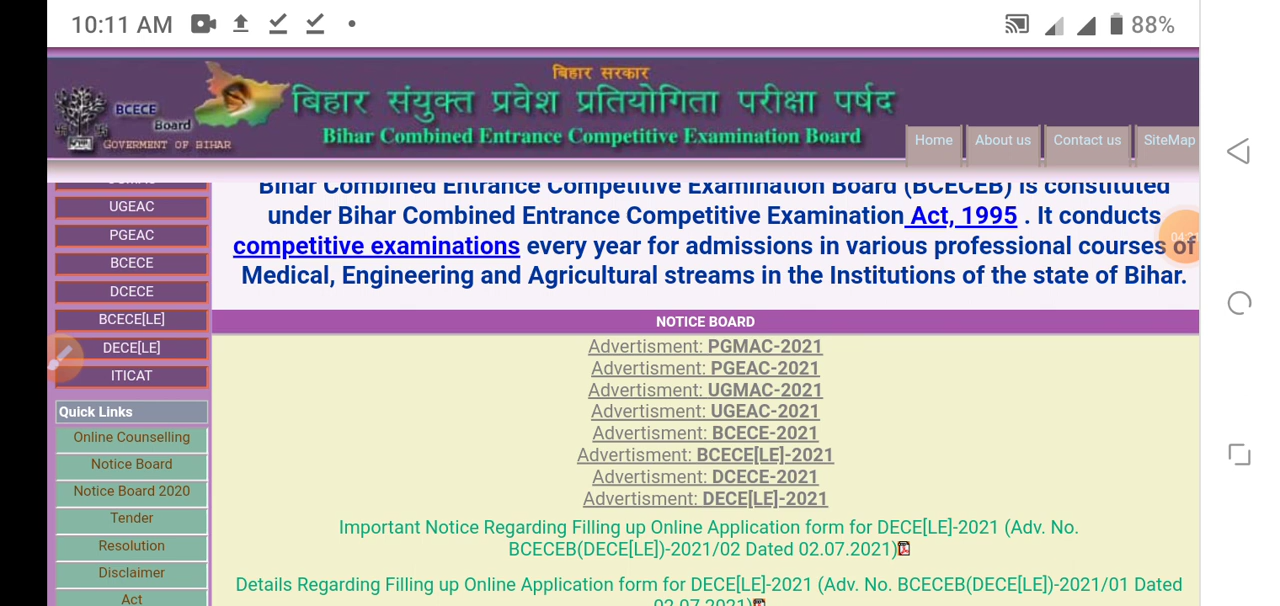 10:11 AM
88%
बिहार सरकार
बिहार संयुक्त प्रवेश प्रतियोगिता परीक्षा पर्षद
Bihar Combined Entrance Competitive Examination Board
BCECE
Board
GOVERMENT OF BIHAR
Home
About us
Contact us
SiteMap
UGEAC
PGEAC
BCECE
DCECE
BCECE[LE]
DECE[LE]
ITICAT
Quick Links
Online Counselling
Notice Board
Notice Board 2020
Tender
Resolution
Disclaimer
Act
Bihar Combined Entrance Competitive Examination Board (BCECEB) is constituted
under Bihar Combined Entrance Competitive Examination Act, 1995 . It conducts
competitive examinations every year for admissions in various professional courses of
Medical, Engineering and Agricultural streams in the Institutions of the state of Bihar.
NOTICE BOARD
Advertisment: PGMAC-2021
Advertisment: PGEAC-2021
Advertisment: UGMAC-2021
Advertisment: UGEAC-2021
Advertisment: BCECE-2021
Advertisment: BCECE[LE]-2021
Advertisment: DCECE-2021
Advertisment: DECE[LE]-2021
Important Notice Regarding Filling up Online Application form for DECE[LE]-2021 (Adv. No.
BCECEB(DECE[LE])-2021/02 Dated 02.07.2021)
Details Regarding Filling up Online Application form for DECE[LE]-2021 (Adv. No. BCECEB(DECE[LE])-2021/01 Dated
02.07.2021)